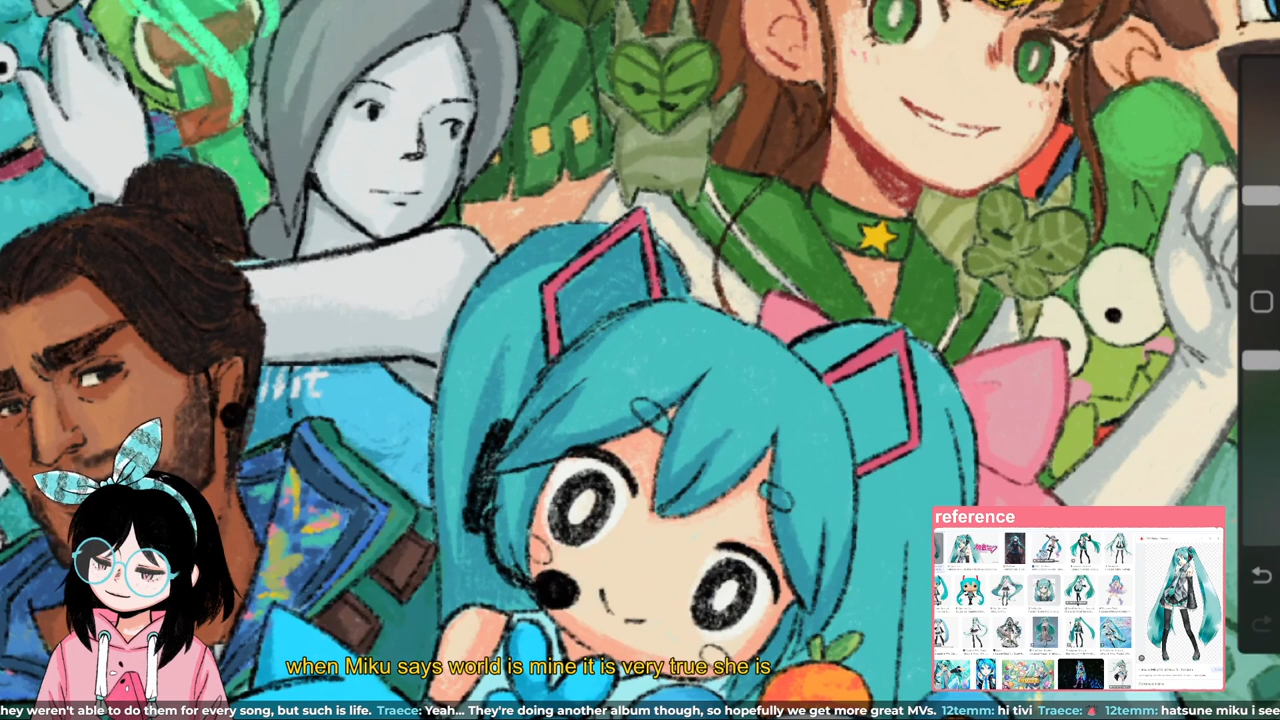 llit
reference
when Miku says world is mine it is very true she is
hey weren't able to do them for every song, but such is life. Traece: Yeah... They're doing another album though, so hopefully we get more great MVs. 12temm: hi tivi Traece: 12temm: hatsune miku i see